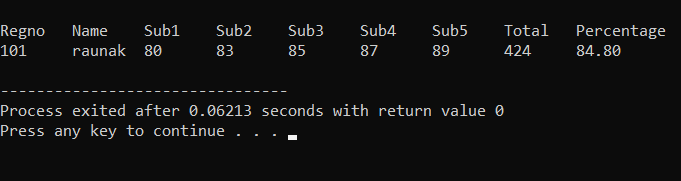 Regno Name Sub1 Sub2 Sub3 Sub4 Sub5 Total Percentage
101 raunak 80 83 85 87 89 424 84.80
--------------------------------
Process exited after 0.06213 seconds with return value 0
Press any key to continue . . .